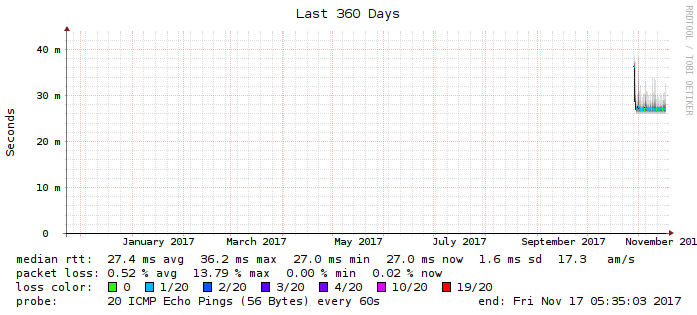 Last 360 Days
RRDTOOL / TOBI OETIKER
Seconds
40 m
30 m
20 m
10 m
0
January 2017 March 2017 May 2017 July 2017 September 2017 November 201
median rtt: 27.4 ms avg 36.2 ms max 27.0 ms min 27.0 ms now 1.6 ms sd 17.3 am/s
packet loss: 0.52 % avg 13.79 % max 0.00 % min 0.02 % now
loss color: 0 1/20 2/20 3/20 4/20 10/20 19/20
probe: 20 ICMP Echo Pings (56 Bytes) every 60s end: Fri Nov 17 05:35:03 2017